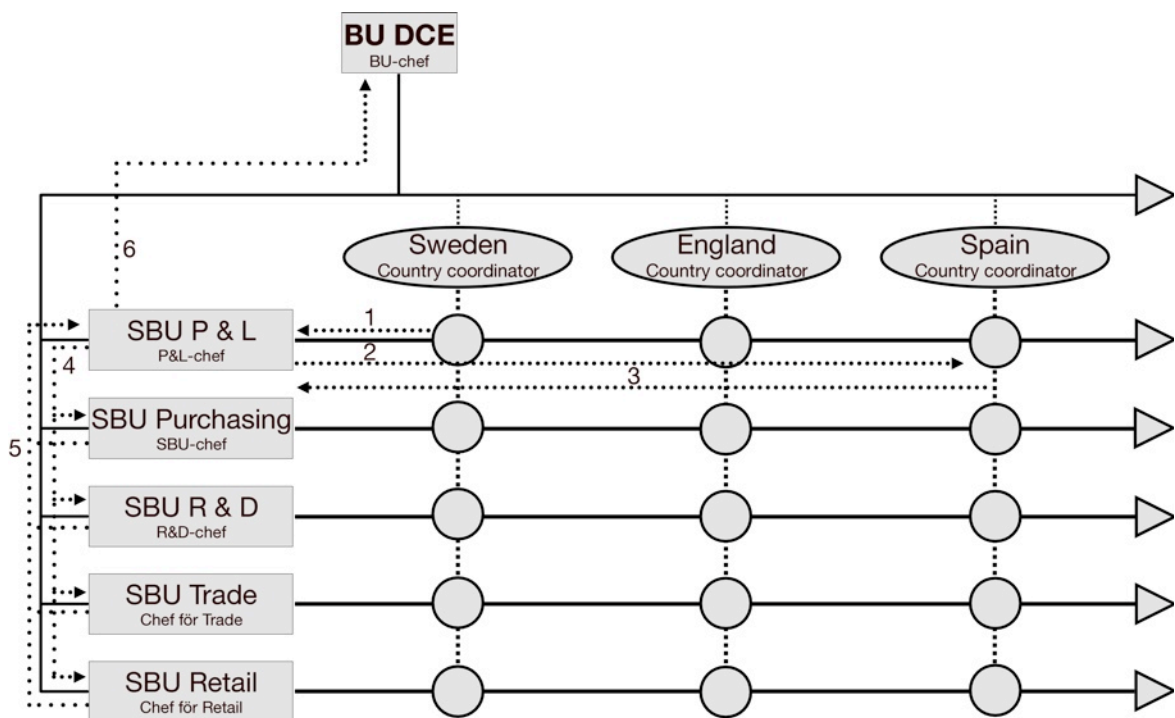 BU DCE
BU-chef
6
Sweden
Country coordinator
England
Country coordinator
Spain
Country coordinator
SBU P & L
P&L-chef
1
2
3
4
5
SBU Purchasing
SBU-chef
SBU R & D
R&D-chef
SBU Trade
Chef för Trade
SBU Retail
Chef för Retail